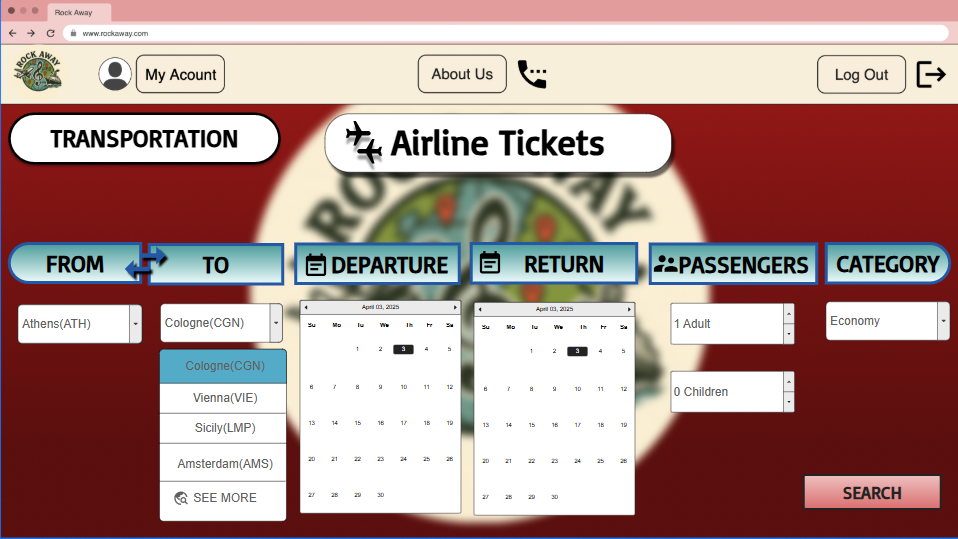 Rock Away
www.rockaway.com
ROCK AWAY
My Acount
About Us
Log Out
TRANSPORTATION
Airline Tickets
ROCK AWAY
FROM
TO
DEPARTURE
RETURN
PASSENGERS
CATEGORY
Athens(ATH)
Cologne(CGN)
Cologne(CGN)
Vienna(VIE)
Sicily(LMP)
Amsterdam(AMS)
SEE MORE
April 03, 2025
Su Mo Tu We Th Fr Sa
1 2 3 4 5
6 7 8 9 10 11 12
13 14 15 16 17 18 19
20 21 22 23 24 25 26
27 28 29 30
April 03, 2025
Su Mo Tu We Th Fr Sa
1 2 3 4 5
6 7 8 9 10 11 12
13 14 15 16 17 18 19
20 21 22 23 24 25 26
27 28 29 30
1 Adult
0 Children
Economy
SEARCH